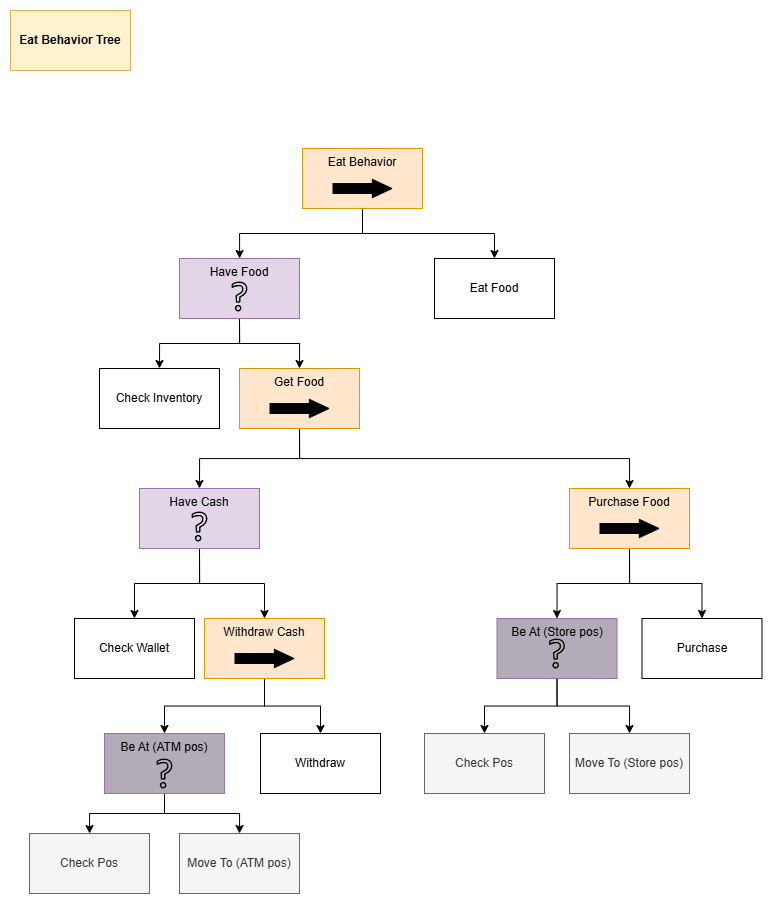 Eat Behavior Tree
Eat Behavior
Have Food
?
Eat Food
Check Inventory
Get Food
Have Cash
?
Purchase Food
Check Wallet
Withdraw Cash
Be At (Store pos)
?
Purchase
Be At (ATM pos)
?
Withdraw
Check Pos
Move To (Store pos)
Check Pos
Move To (ATM pos)